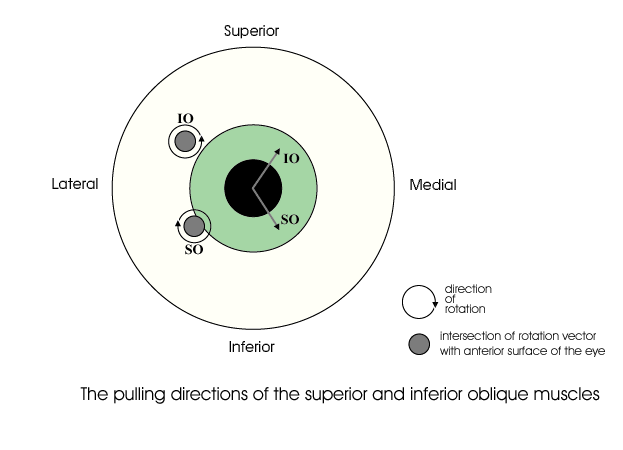 Superior
IO
IO
Lateral
Medial
SO
SO
direction
of
rotation
Inferior
intersection of rotation vector
with anterior surface of the eye
The pulling directions of the superior and inferior oblique muscles